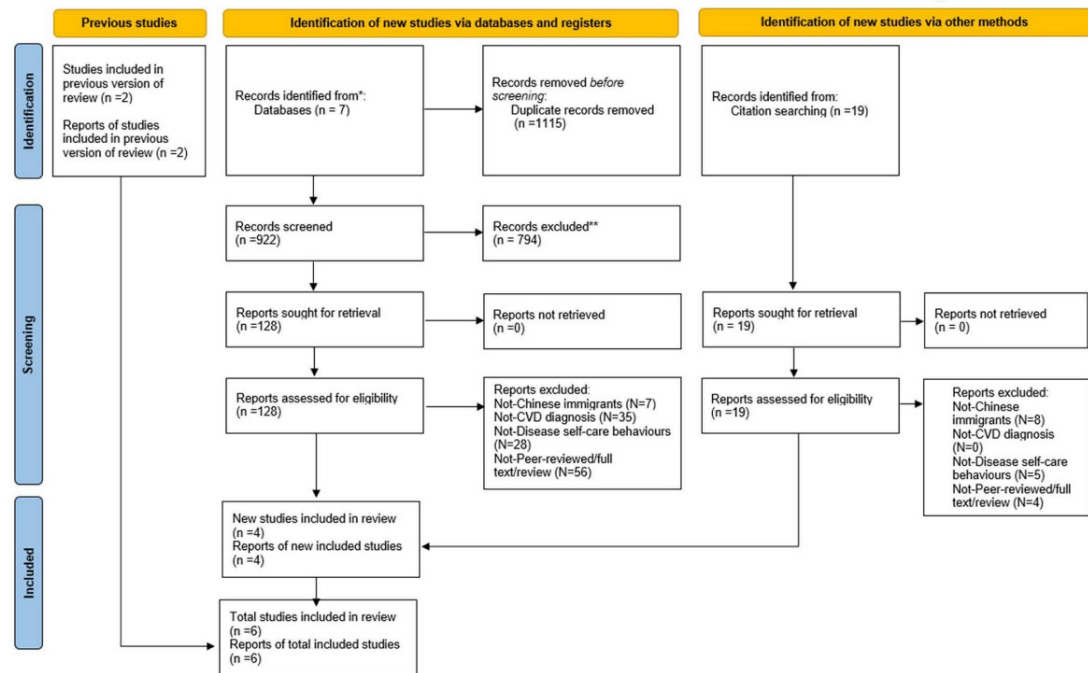 Previous studies
Identification of new studies via databases and registers
Identification of new studies via other methods
Identification
Studies included in
previous version of
review (n =2)
Reports of studies
included in previous
version of review (n =2)
Records identified from*:
Databases (n = 7)
Records removed before
screening:
Duplicate records removed
(n =1115)
Records identified from:
Citation searching (n =19)
Screening
Records screened
(n =922)
Records excluded**
(n = 794)
Reports sought for retrieval
(n =128)
Reports not retrieved
(n =0)
Reports sought for retrieval
(n = 19)
Reports not retrieved
(n = 0)
Reports assessed for eligibility
(n =128)
Reports excluded:
Not-Chinese immigrants (N=7)
Not-CVD diagnosis (N=35)
Not-Disease self-care behaviours
(N=28)
Not-Peer-reviewed/full
text/review (N=56)
Reports assessed for eligibility
(n =19)
Reports excluded:
Not-Chinese
immigrants (N=8)
Not-CVD diagnosis
(N=0)
Not-Disease self-care
behaviours (N=5)
Not-Peer-reviewed/full
text/review (N=4)
Included
New studies included in review
(n =4)
Reports of new included studies
(n =4)
Total studies included in review
(n =6)
Reports of total included studies
(n =6)